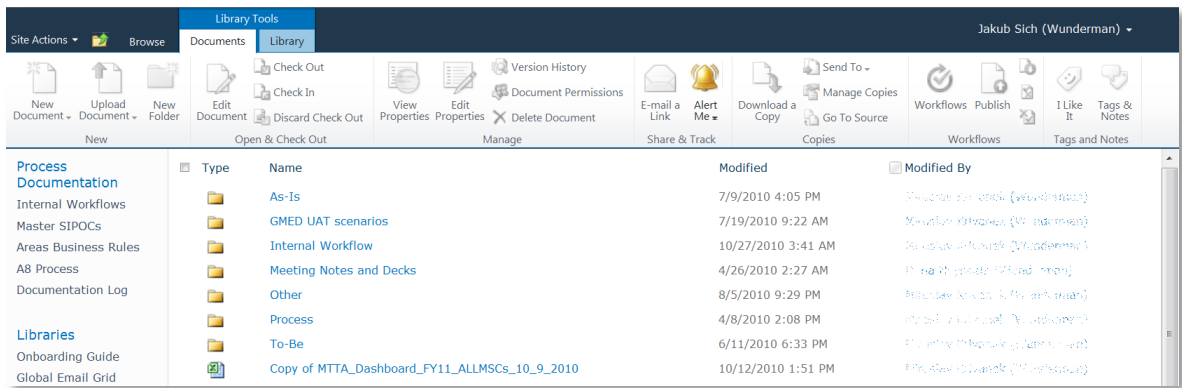 Library Tools
Site Actions Browse Documents Library Jakub Sich (Wunderman)
New Document
Upload Document
New Folder
New
Edit Document
Check Out
Check In
Discard Check Out
Open & Check Out
View Properties
Edit Properties
Version History
Document Permissions
Delete Document
Manage
E-mail a Link
Alert Me
Share & Track
Download a Copy
Send To
Manage Copies
Go To Source
Copies
Workflows
Publish
Workflows
I Like It
Tags & Notes
Tags and Notes
Process
Documentation
Internal Workflows
Master SIPOCs
Areas Business Rules
A8 Process
Documentation Log
Libraries
Onboarding Guide
Global Email Grid
Type Name Modified Modified By
As-Is 7/9/2010 4:05 PM
GMED UAT scenarios 7/19/2010 9:22 AM
Internal Workflow 10/27/2010 3:41 AM
Meeting Notes and Decks 4/26/2010 2:27 AM
Other 8/5/2010 9:29 PM
Process 4/8/2010 2:08 PM
To-Be 6/11/2010 6:33 PM
Copy of MTTA_Dashboard_FY11_ALLMSCs_10_9_2010 10/12/2010 1:51 PM